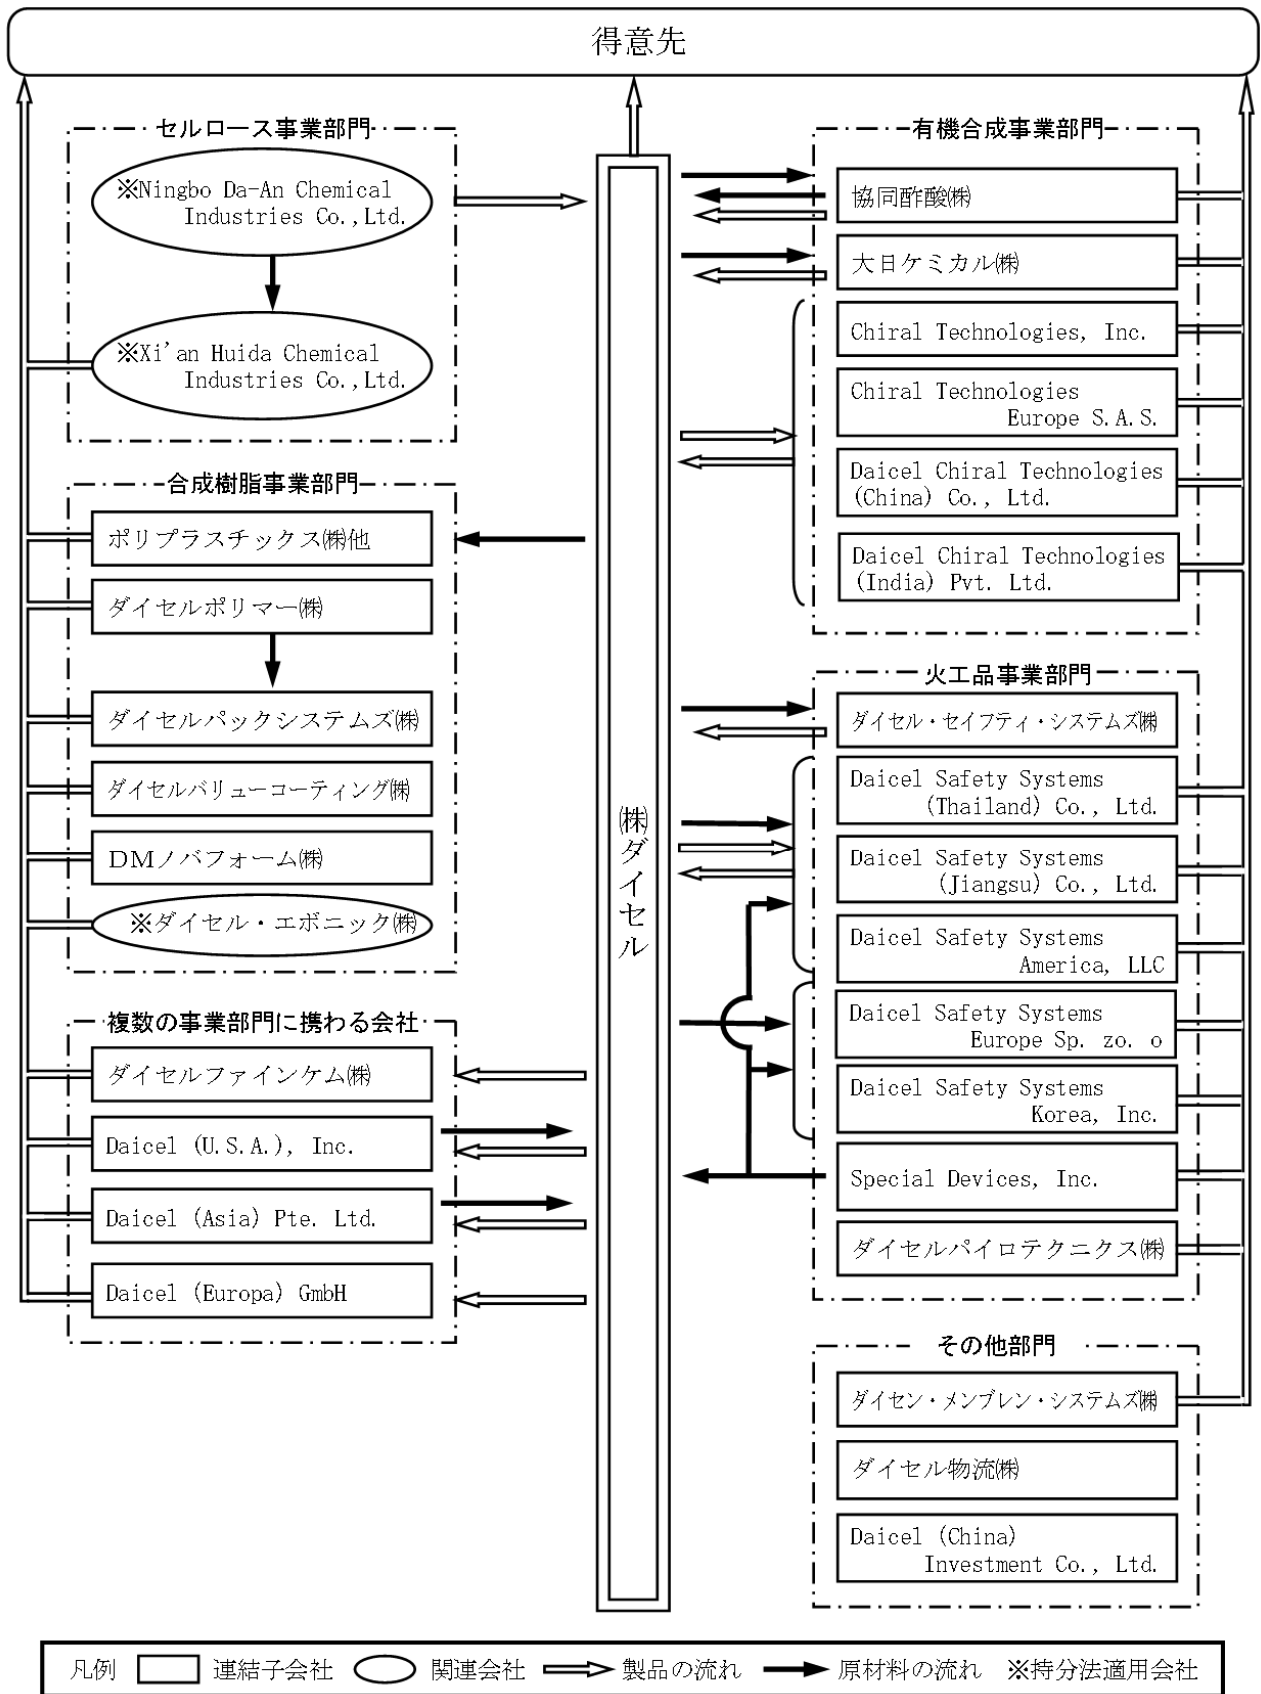 得意先
セルロース事業部門
※Ningbo Da-An Chemical
Industries Co.,Ltd.
※Xi'an Huida Chemical
Industries Co.,Ltd.
合成樹脂事業部門
ポリプラスチックス㈱他
ダイセルポリマー㈱
ダイセルパックシステムズ㈱
ダイセルバリューコーティング㈱
DMノバフォーム㈱
※ダイセル・エボニック㈱
複数の事業部門に携わる会社
ダイセルファインケム㈱
Daicel (U.S.A.), Inc.
Daicel (Asia) Pte. Ltd.
Daicel (Europa) GmbH
㈱ダイセル
有機合成事業部門
協同酢酸㈱
大日ケミカル㈱
Chiral Technologies, Inc.
Chiral Technologies
Europe S.A.S.
Daicel Chiral Technologies
(China) Co., Ltd.
Daicel Chiral Technologies
(India) Pvt. Ltd.
火工品事業部門
ダイセル・セイフティ・システムズ㈱
Daicel Safety Systems
(Thailand) Co., Ltd.
Daicel Safety Systems
(Jiangsu) Co., Ltd.
Daicel Safety Systems
America, LLC
Daicel Safety Systems
Europe Sp. zo. o
Daicel Safety Systems
Korea, Inc.
Special Devices, Inc.
ダイセルパイロテクニクス㈱
その他部門
ダイセン・メンブレン・システムズ㈱
ダイセル物流㈱
Daicel (China)
Investment Co., Ltd.
凡例 連結子会社 関連会社 製品の流れ 原材料の流れ ※持分法適用会社